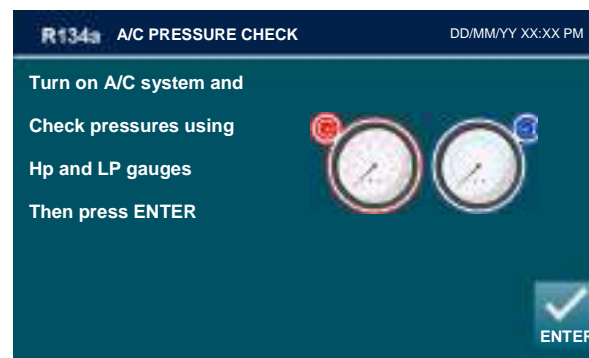 R134a A/C PRESSURE CHECK DD/MM/YY XX:XX PM
Turn on A/C system and
Check pressures using
Hp and LP gauges
Then press ENTER
ENTER